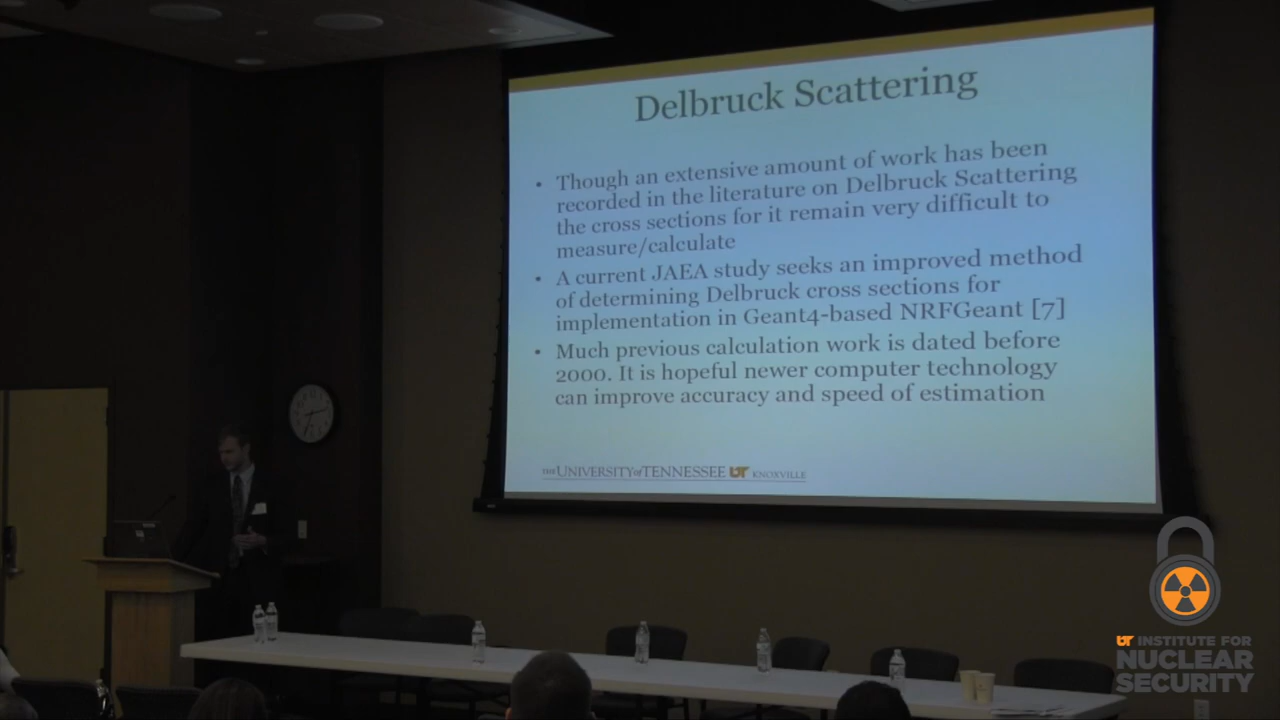 Delbruck Scattering
• Though an extensive amount of work has been
recorded in the literature on Delbruck Scattering
the cross sections for it remain very difficult to
measure/calculate
• A current JAEA study seeks an improved method
of determining Delbruck cross sections for
implementation in Geant4-based NRFGeant [7]
• Much previous calculation work is dated before
2000. It is hopeful newer computer technology
can improve accuracy and speed of estimation
THE UNIVERSITY of TENNESSEE UT KNOXVILLE
UT INSTITUTE FOR
NUCLEAR
SECURITY